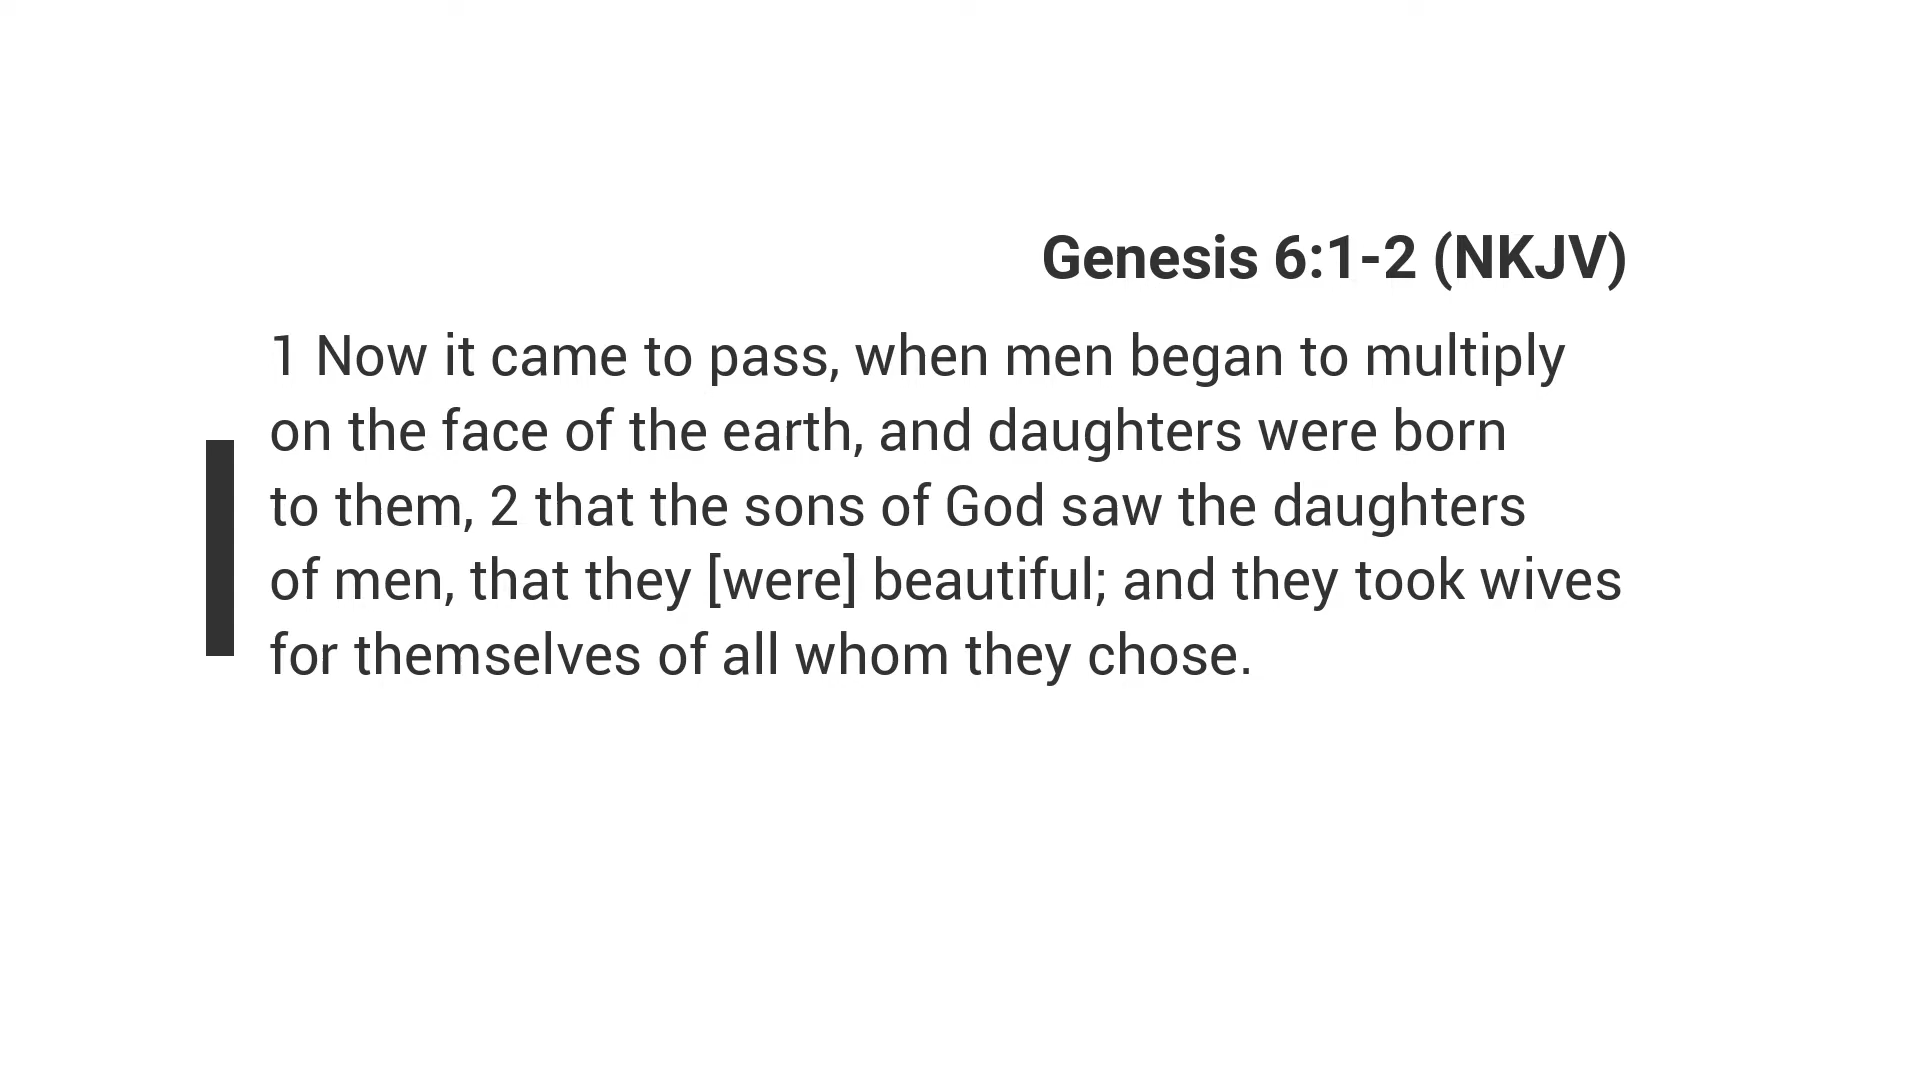 Genesis 6:1-2 (NKJV)
1 Now it came to pass, when men began to multiply
on the face of the earth, and daughters were born
to them, 2 that the sons of God saw the daughters
of men, that they [were] beautiful; and they took wives
for themselves of all whom they chose.